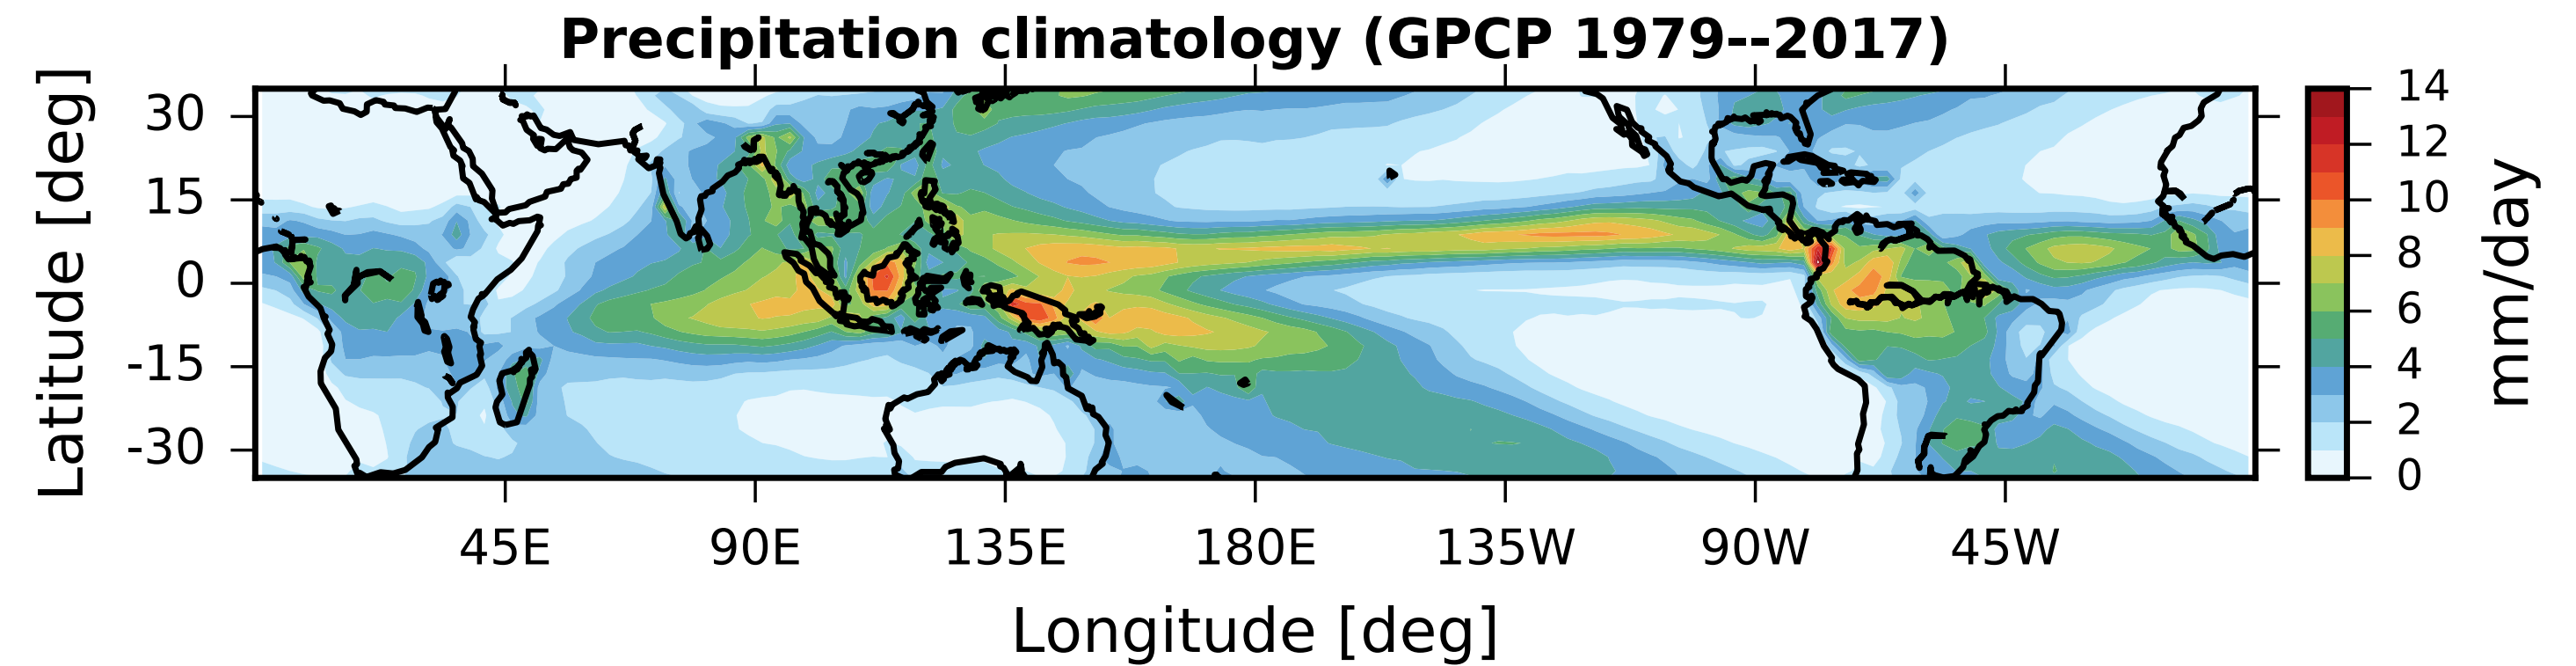 Precipitation climatology (GPCP 1979--2017)
Latitude [deg]
30
15
0
-15
-30
45E 90E 135E 180E 135W 90W 45W
Longitude [deg]
14
12
10
8
6
4
2
0
mm/day